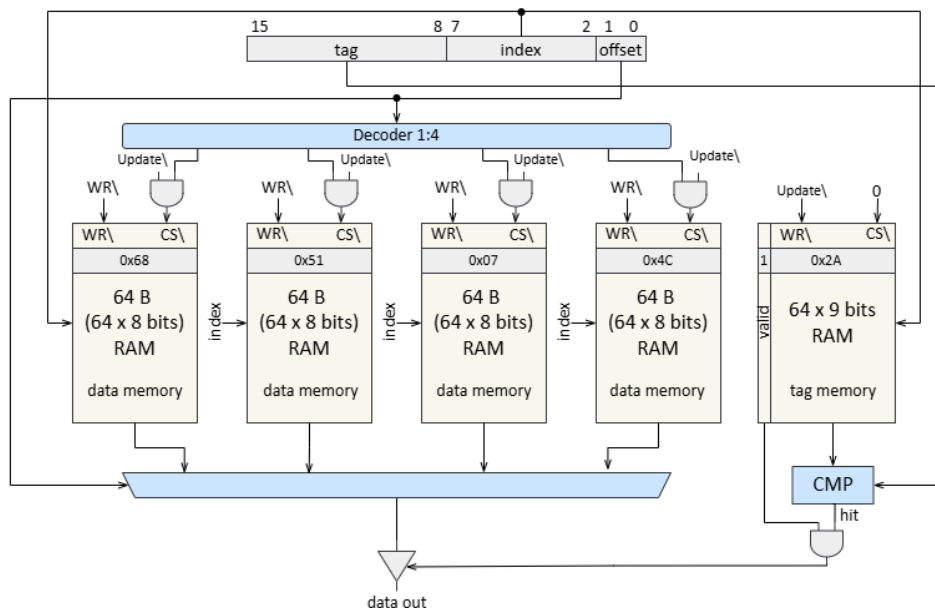 15 8 7 2 1 0
tag index offset
Decoder 1:4
Update\ Update\ Update\ Update\
WR\ WR\ WR\ WR\ Update\ 0
WR\ CS\ WR\ CS\ WR\ CS\ WR\ CS\ WR\ CS\
0x68 0x51 0x07 0x4C 1 0x2A
64 B 64 B 64 B 64 B 64 x 9 bits
(64 x 8 bits) (64 x 8 bits) (64 x 8 bits) (64 x 8 bits) RAM
RAM RAM RAM RAM
index index index valid
data memory data memory data memory data memory tag memory
CMP
hit
data out